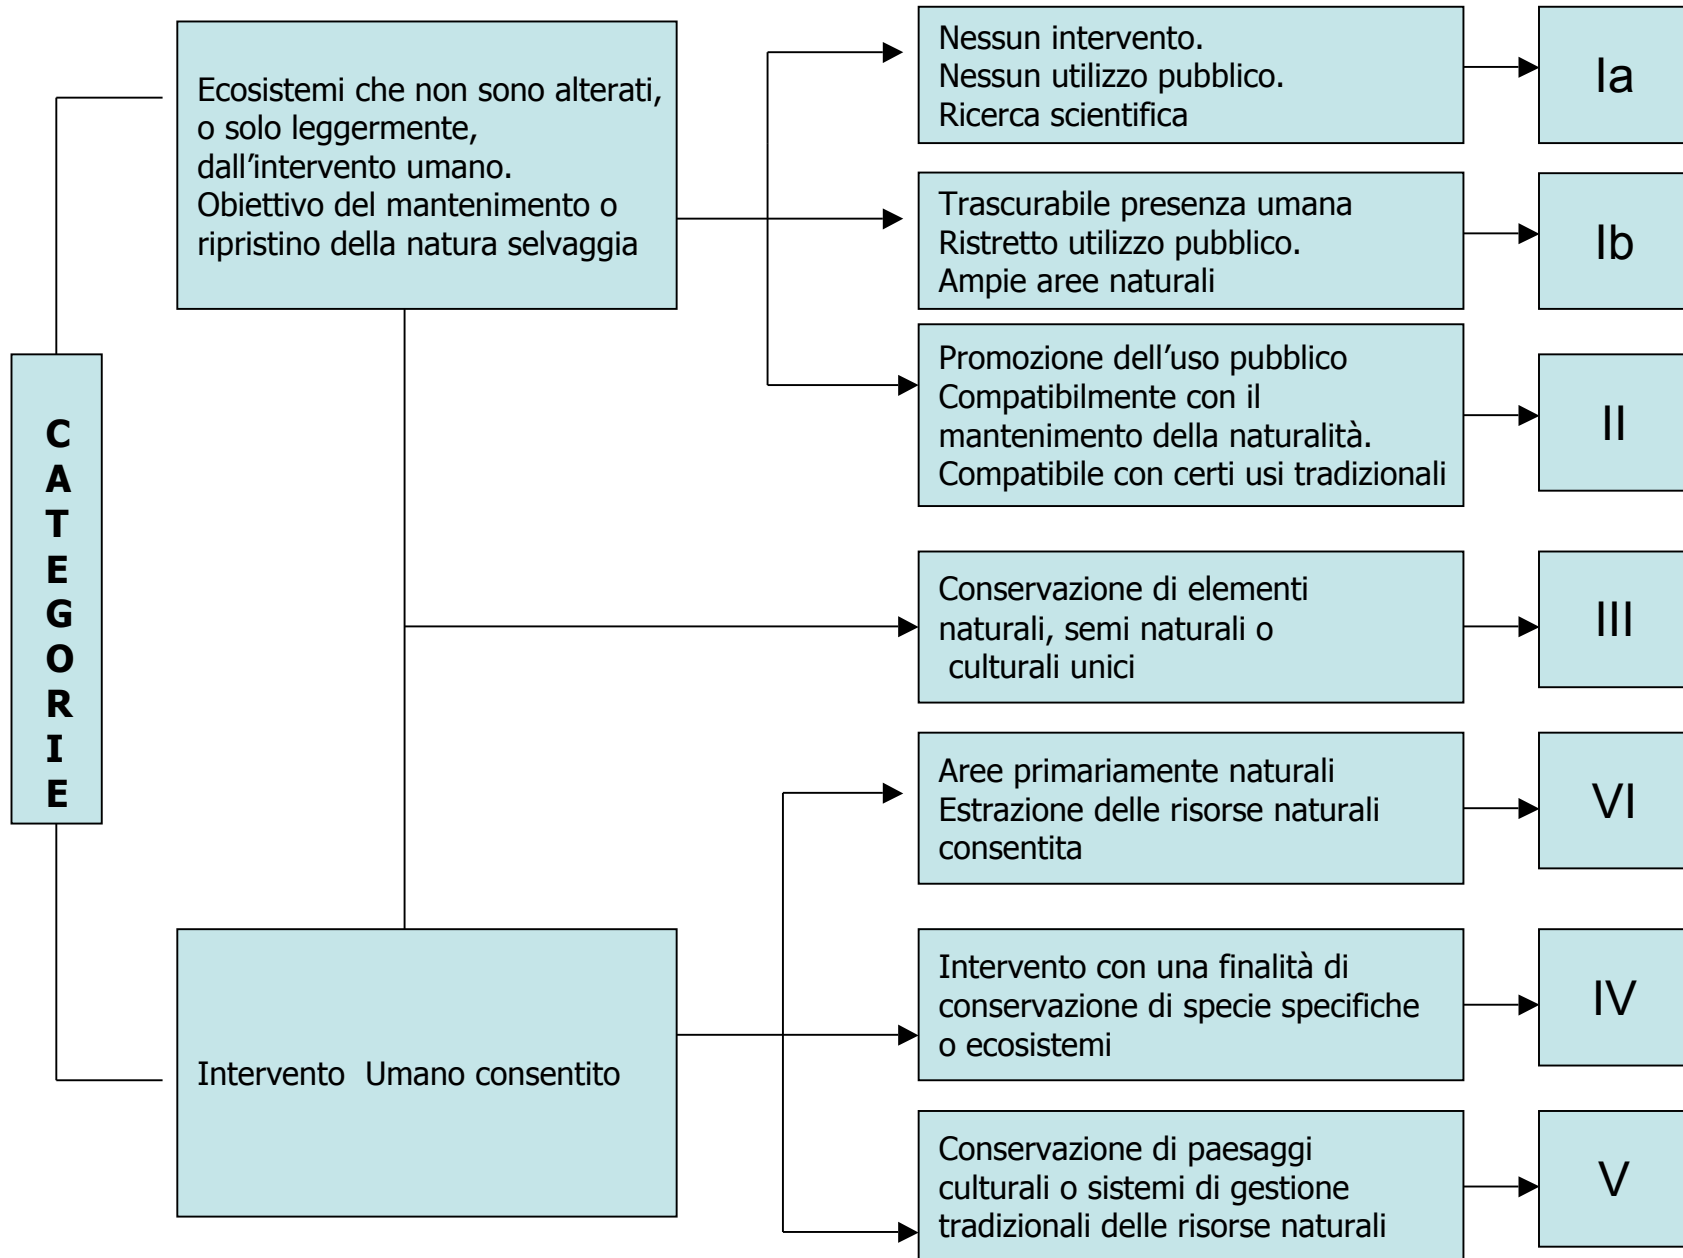 C
A
T
E
G
O
R
I
E
Ecosistemi che non sono alterati,
o solo leggermente,
dall’intervento umano.
Obiettivo del mantenimento o
ripristino della natura selvaggia
Nessun intervento.
Nessun utilizzo pubblico.
Ricerca scientifica
Ia
Trascurabile presenza umana
Ristretto utilizzo pubblico.
Ampie aree naturali
Ib
Promozione dell’uso pubblico
Compatibilmente con il
mantenimento della naturalità.
Compatibile con certi usi tradizionali
II
Conservazione di elementi
naturali, semi naturali o
culturali unici
III
Intervento  Umano consentito
Aree primariamente naturali
Estrazione delle risorse naturali
consentita
VI
Intervento con una finalità di
conservazione di specie specifiche
o ecosistemi
IV
Conservazione di paesaggi
culturali o sistemi di gestione
tradizionali delle risorse naturali
V